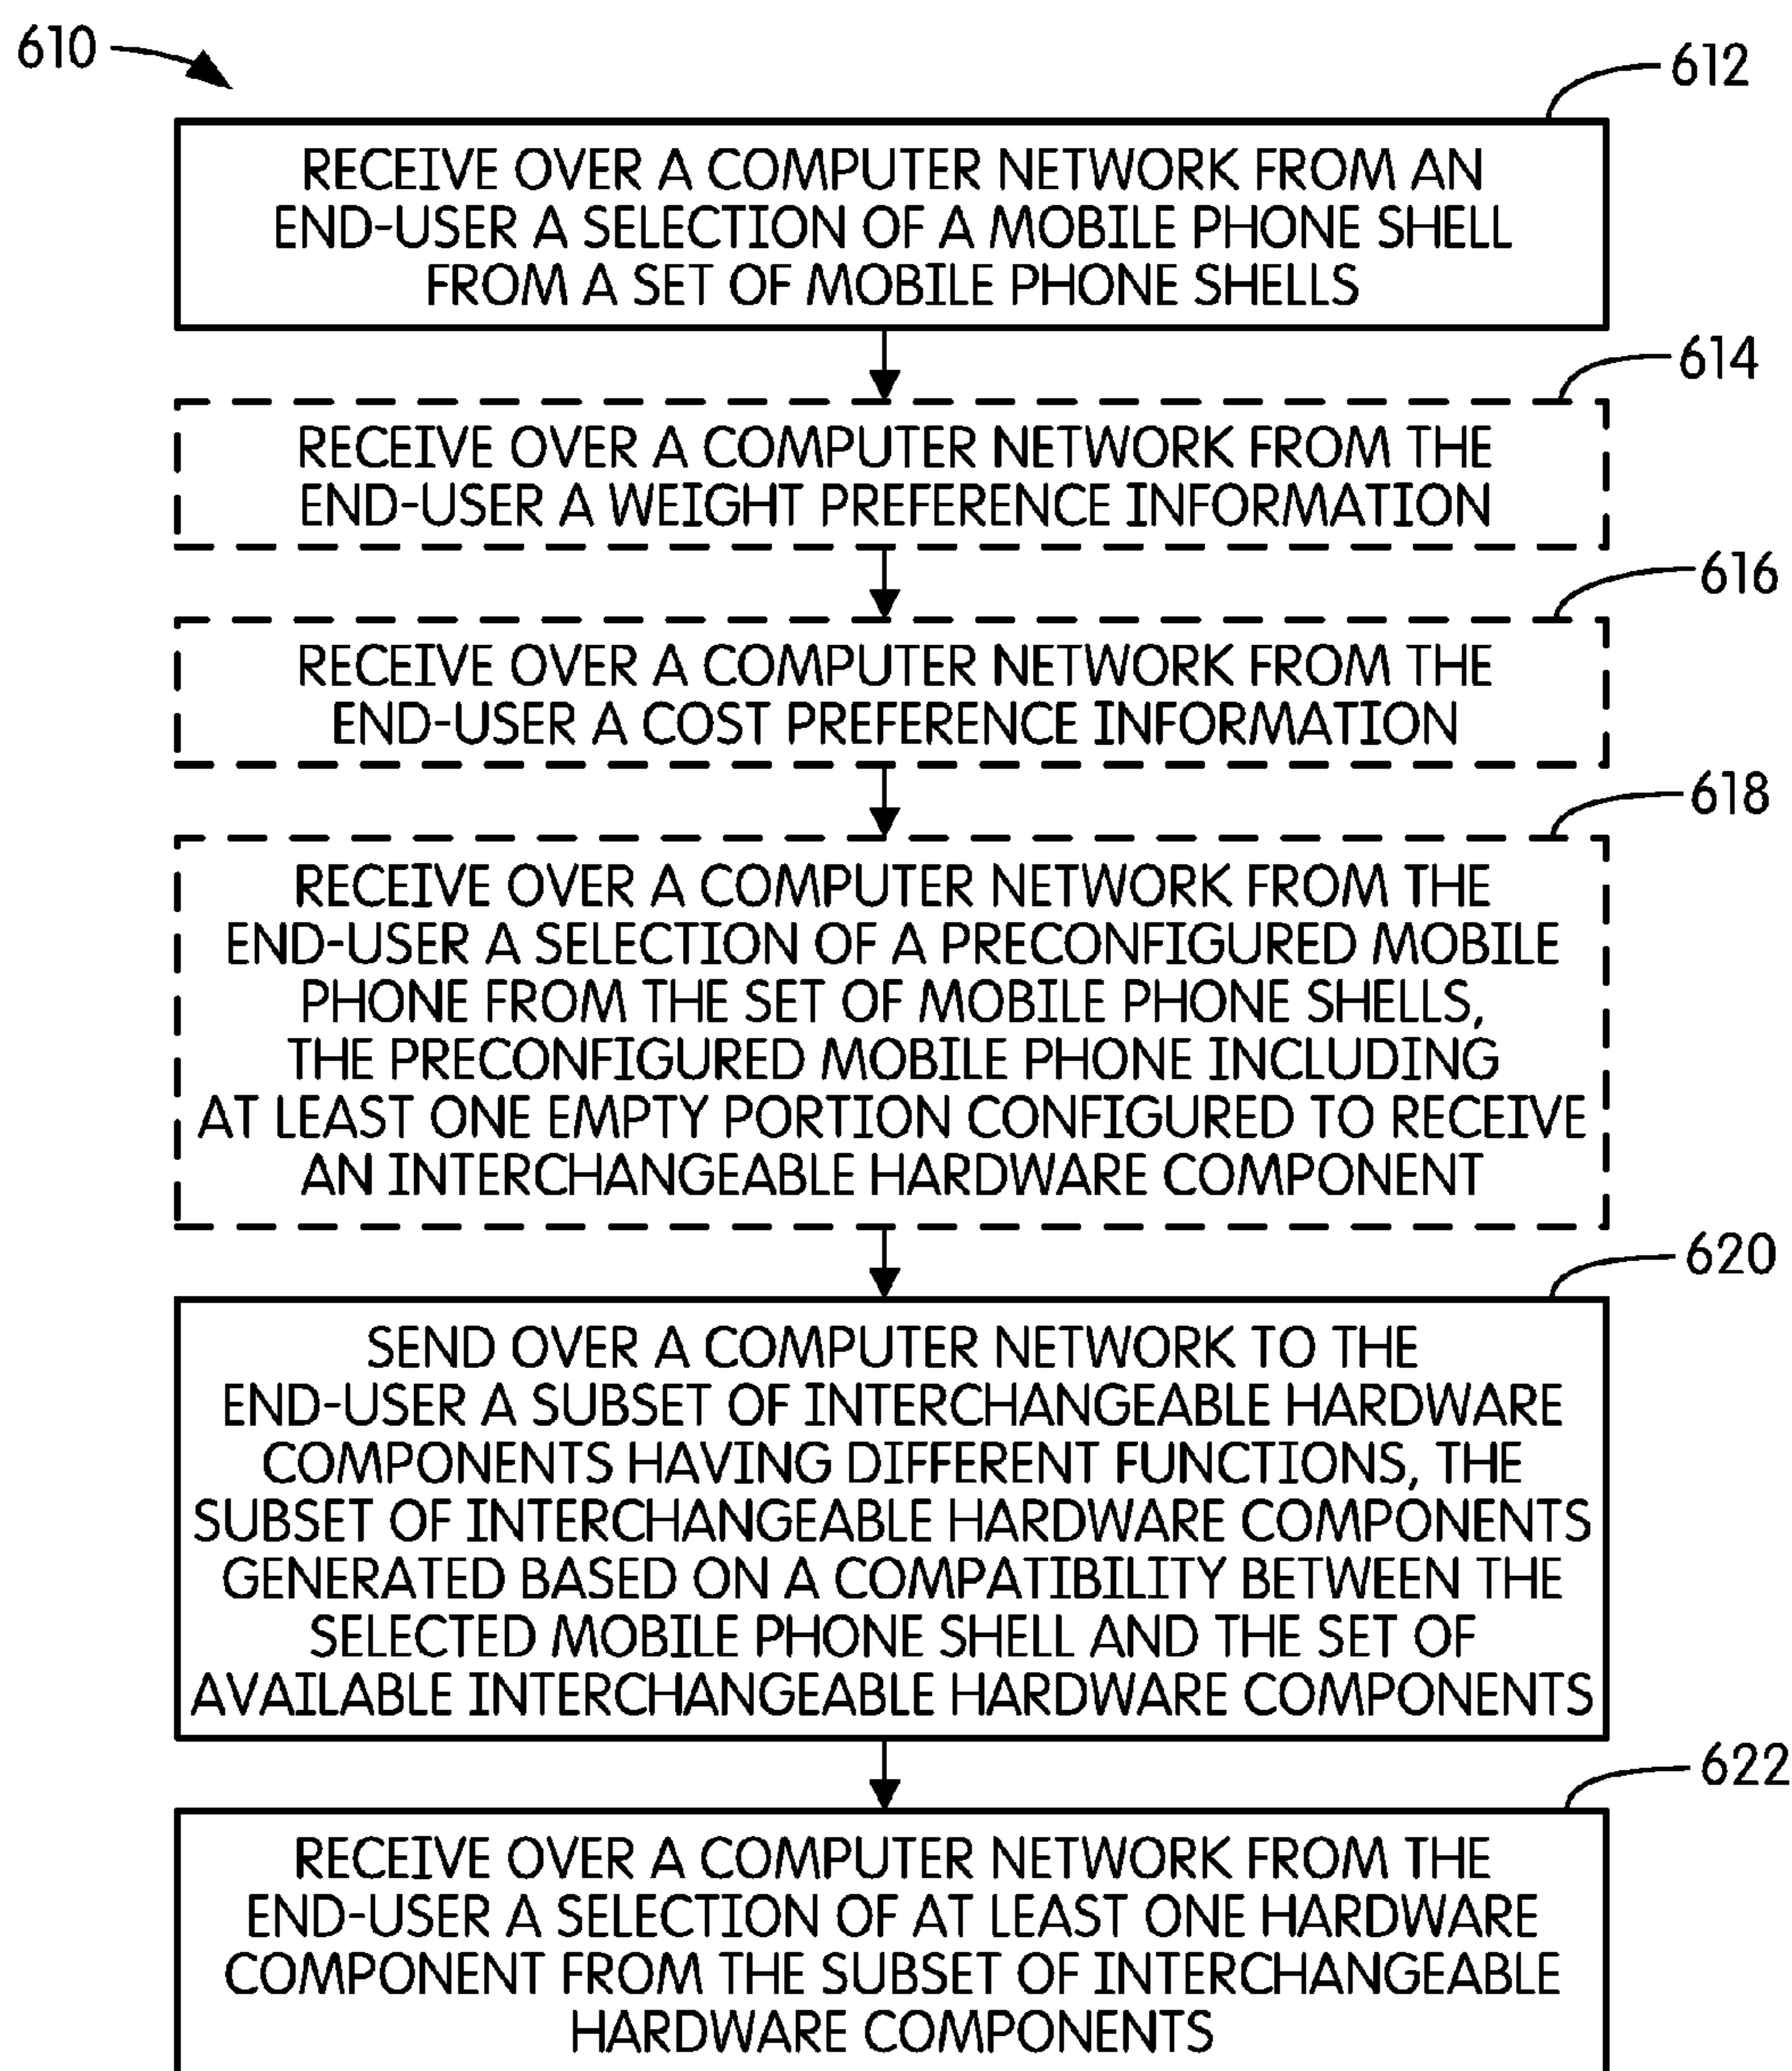 610
612
RECEIVE OVER A COMPUTER NETWORK FROM AN
END-USER A SELECTION OF A MOBILE PHONE SHELL
FROM A SET OF MOBILE PHONE SHELLS
614
RECEIVE OVER A COMPUTER NETWORK FROM THE
END-USER A WEIGHT PREFERENCE INFORMATION
616
RECEIVE OVER A COMPUTER NETWORK FROM THE
END-USER A COST PREFERENCE INFORMATION
618
RECEIVE OVER A COMPUTER NETWORK FROM THE
END-USER A SELECTION OF A PRECONFIGURED MOBILE
PHONE FROM THE SET OF MOBILE PHONE SHELLS,
THE PRECONFIGURED MOBILE PHONE INCLUDING
AT LEAST ONE EMPTY PORTION CONFIGURED TO RECEIVE
AN INTERCHANGEABLE HARDWARE COMPONENT
620
SEND OVER A COMPUTER NETWORK TO THE
END-USER A SUBSET OF INTERCHANGEABLE HARDWARE
COMPONENTS HAVING DIFFERENT FUNCTIONS, THE
SUBSET OF INTERCHANGEABLE HARDWARE COMPONENTS
GENERATED BASED ON A COMPATIBILITY BETWEEN THE
SELECTED MOBILE PHONE SHELL AND THE SET OF
AVAILABLE INTERCHANGEABLE HARDWARE COMPONENTS
622
RECEIVE OVER A COMPUTER NETWORK FROM THE
END-USER A SELECTION OF AT LEAST ONE HARDWARE
COMPONENT FROM THE SUBSET OF INTERCHANGEABLE
HARDWARE COMPONENTS